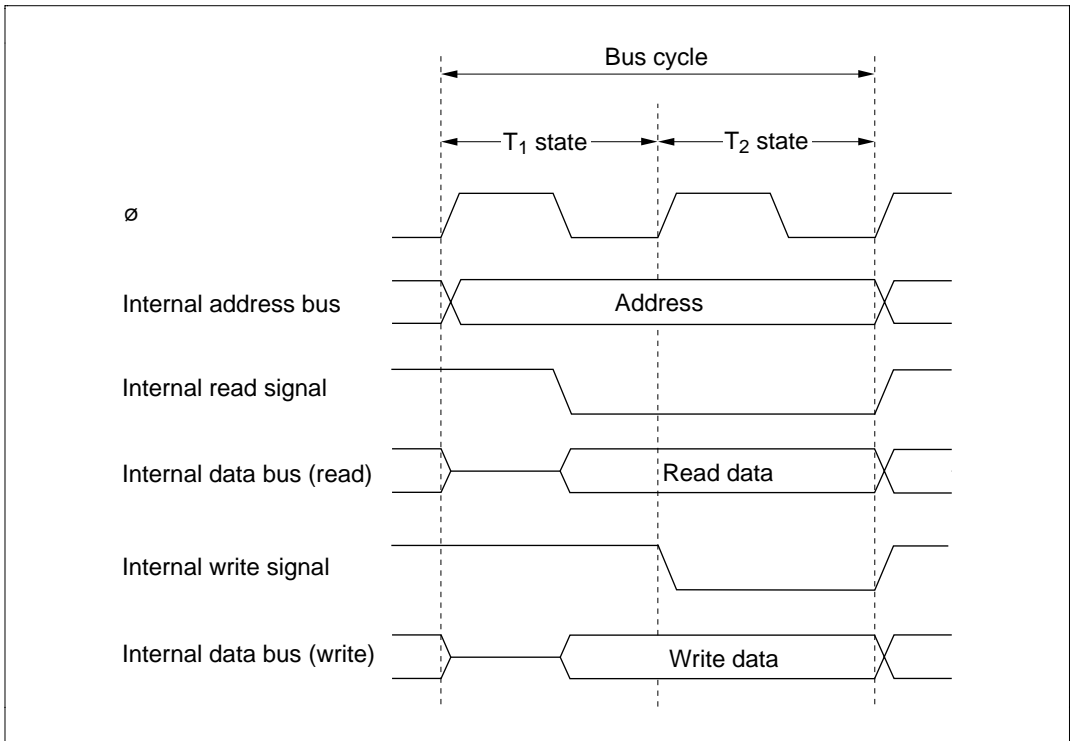 Bus cycle
T₁ state
T₂ state
ø
Internal address bus
Address
Internal read signal
Internal data bus (read)
Read data
Internal write signal
Internal data bus (write)
Write data